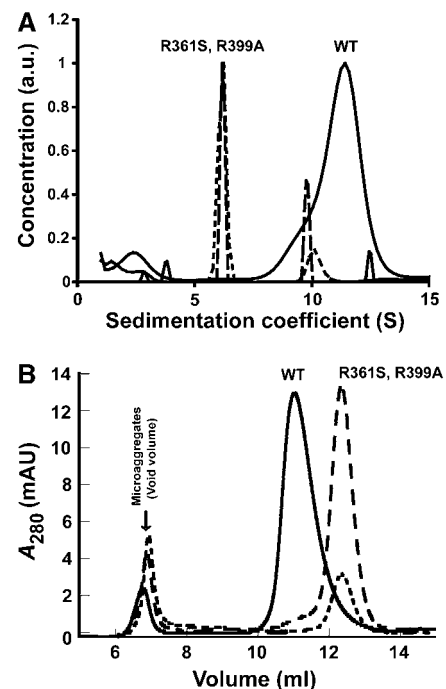 A
R361S, R399A
WT
Concentration (a.u.)
1.2
1
0.8
0.6
0.4
0.2
0
0
5
10
15
Sedimentation coefficient (S)
B
WT
R361S, R399A
Microaggregates
(Void volume)
A280 (mAU)
14
12
10
8
6
4
2
0
6
8
10
12
14
Volume (ml)